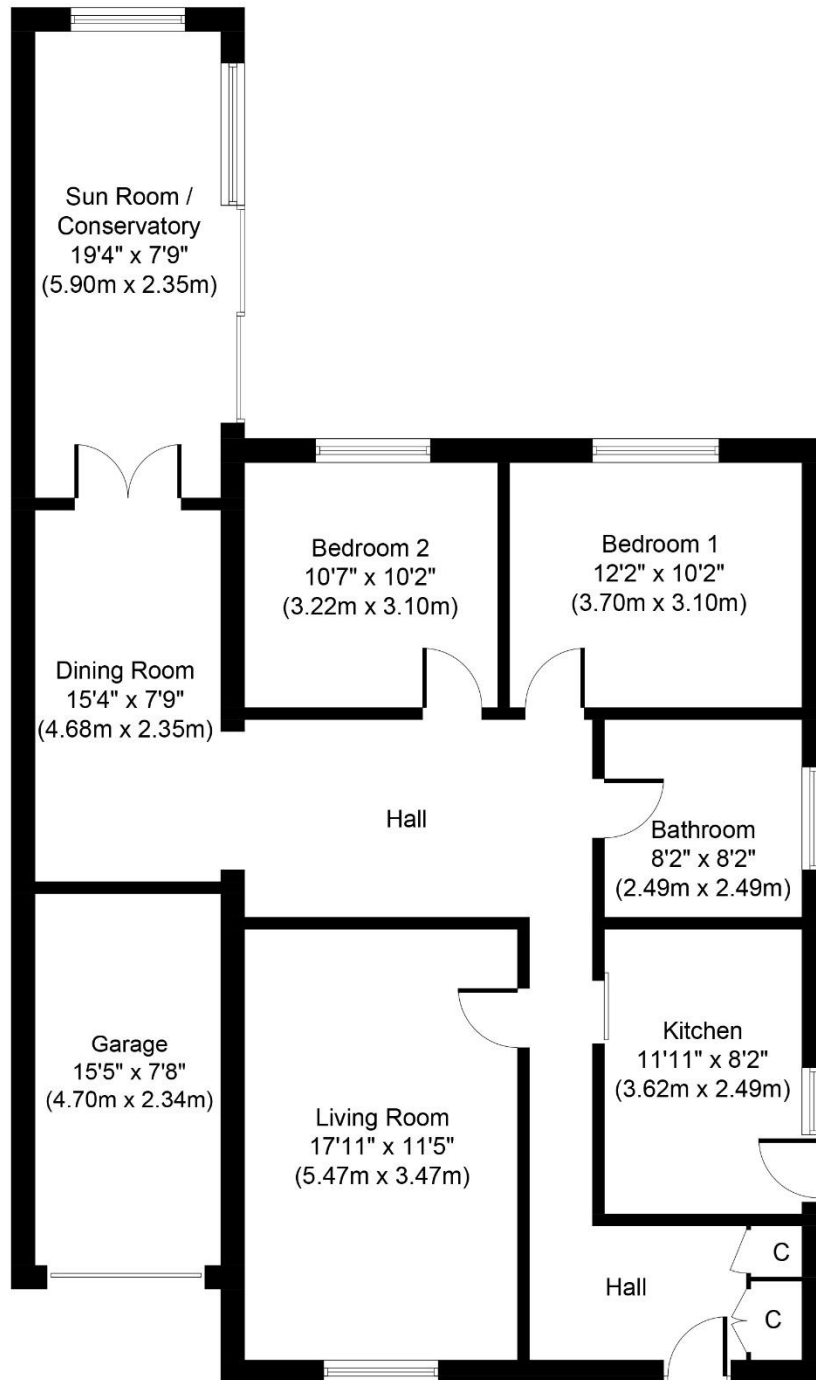 Sun Room /
Conservatory
19'4" x 7'9"
(5.90m x 2.35m)
Bedroom 2
10'7" x 10'2"
(3.22m x 3.10m)
Bedroom 1
12'2" x 10'2"
(3.70m x 3.10m)
Dining Room
15'4" x 7'9"
(4.68m x 2.35m)
Hall
Bathroom
8'2" x 8'2"
(2.49m x 2.49m)
Garage
15'5" x 7'8"
(4.70m x 2.34m)
Living Room
17'11" x 11'5"
(5.47m x 3.47m)
Kitchen
11'11" x 8'2"
(3.62m x 2.49m)
Hall
C
C